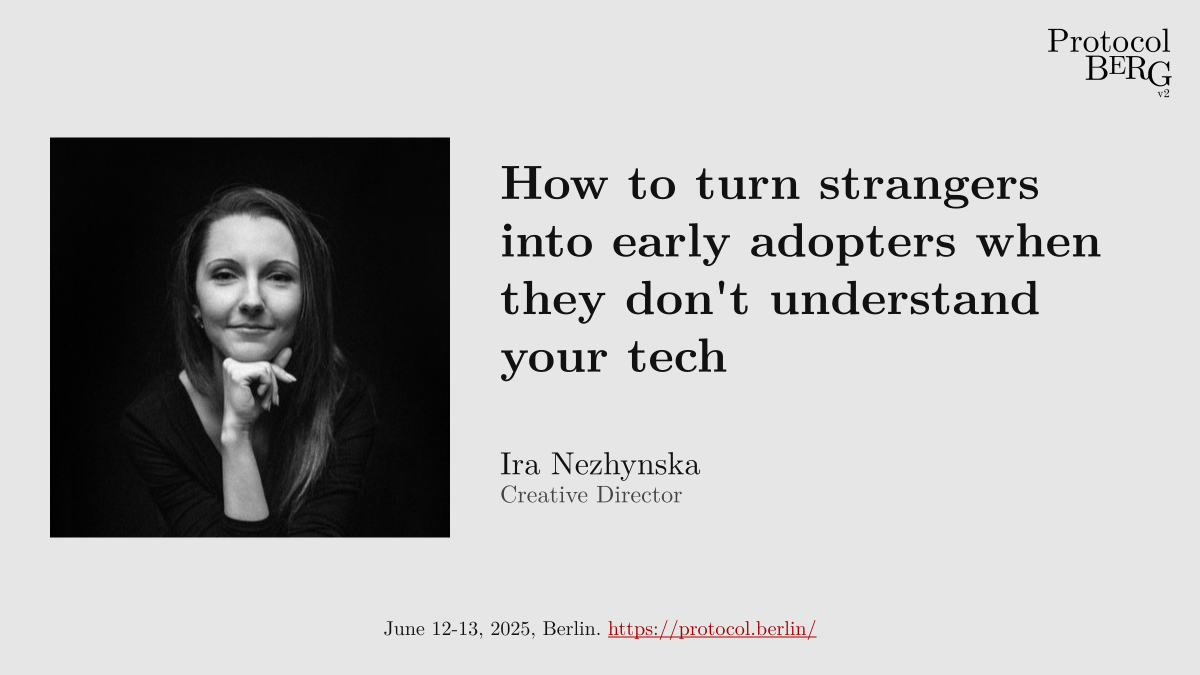 Protocol
BERG
v2
How to turn strangers
into early adopters when
they don't understand
your tech
Ira Nezhynska
Creative Director
June 12-13, 2025, Berlin. https://protocol.berlin/